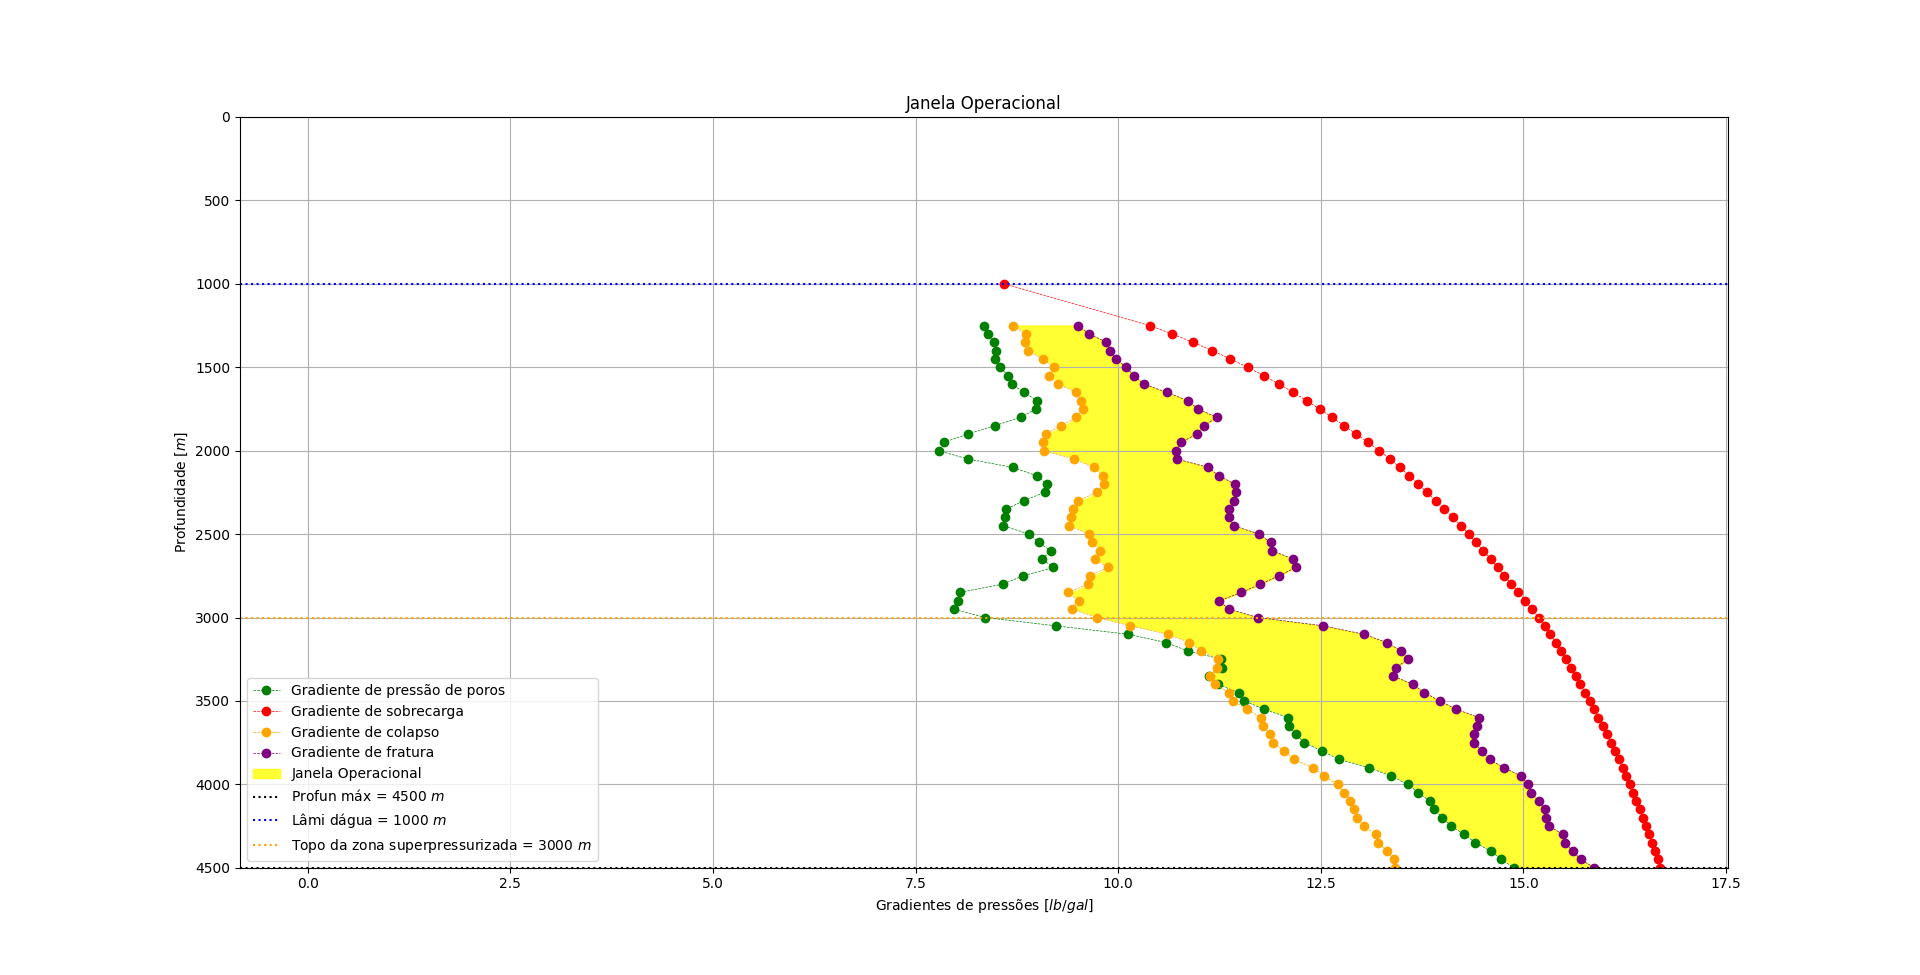 Janela Operacional
0
500
1000
1500
2000
2500
3000
3500
4000
4500
Profundidade [m]
Gradiente de pressão de poros
Gradiente de sobrecarga
Gradiente de colapso
Gradiente de fratura
Janela Operacional
Profun máx = 4500 m
Lâmi dágua = 1000 m
Topo da zona superpressurizada = 3000 m
0.0 2.5 5.0 7.5 10.0 12.5 15.0 17.5
Gradientes de pressões [lb/gal]